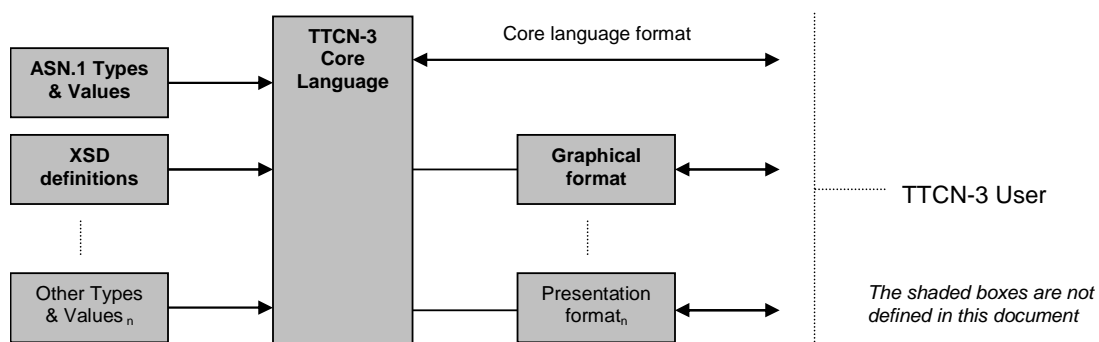 TTCN-3
Core
Language
Core language format
ASN.1 Types
& Values
XSD
definitions
Graphical
format
TTCN-3 User
Other Types
& Values n
Presentation
formatn
The shaded boxes are not
defined in this document